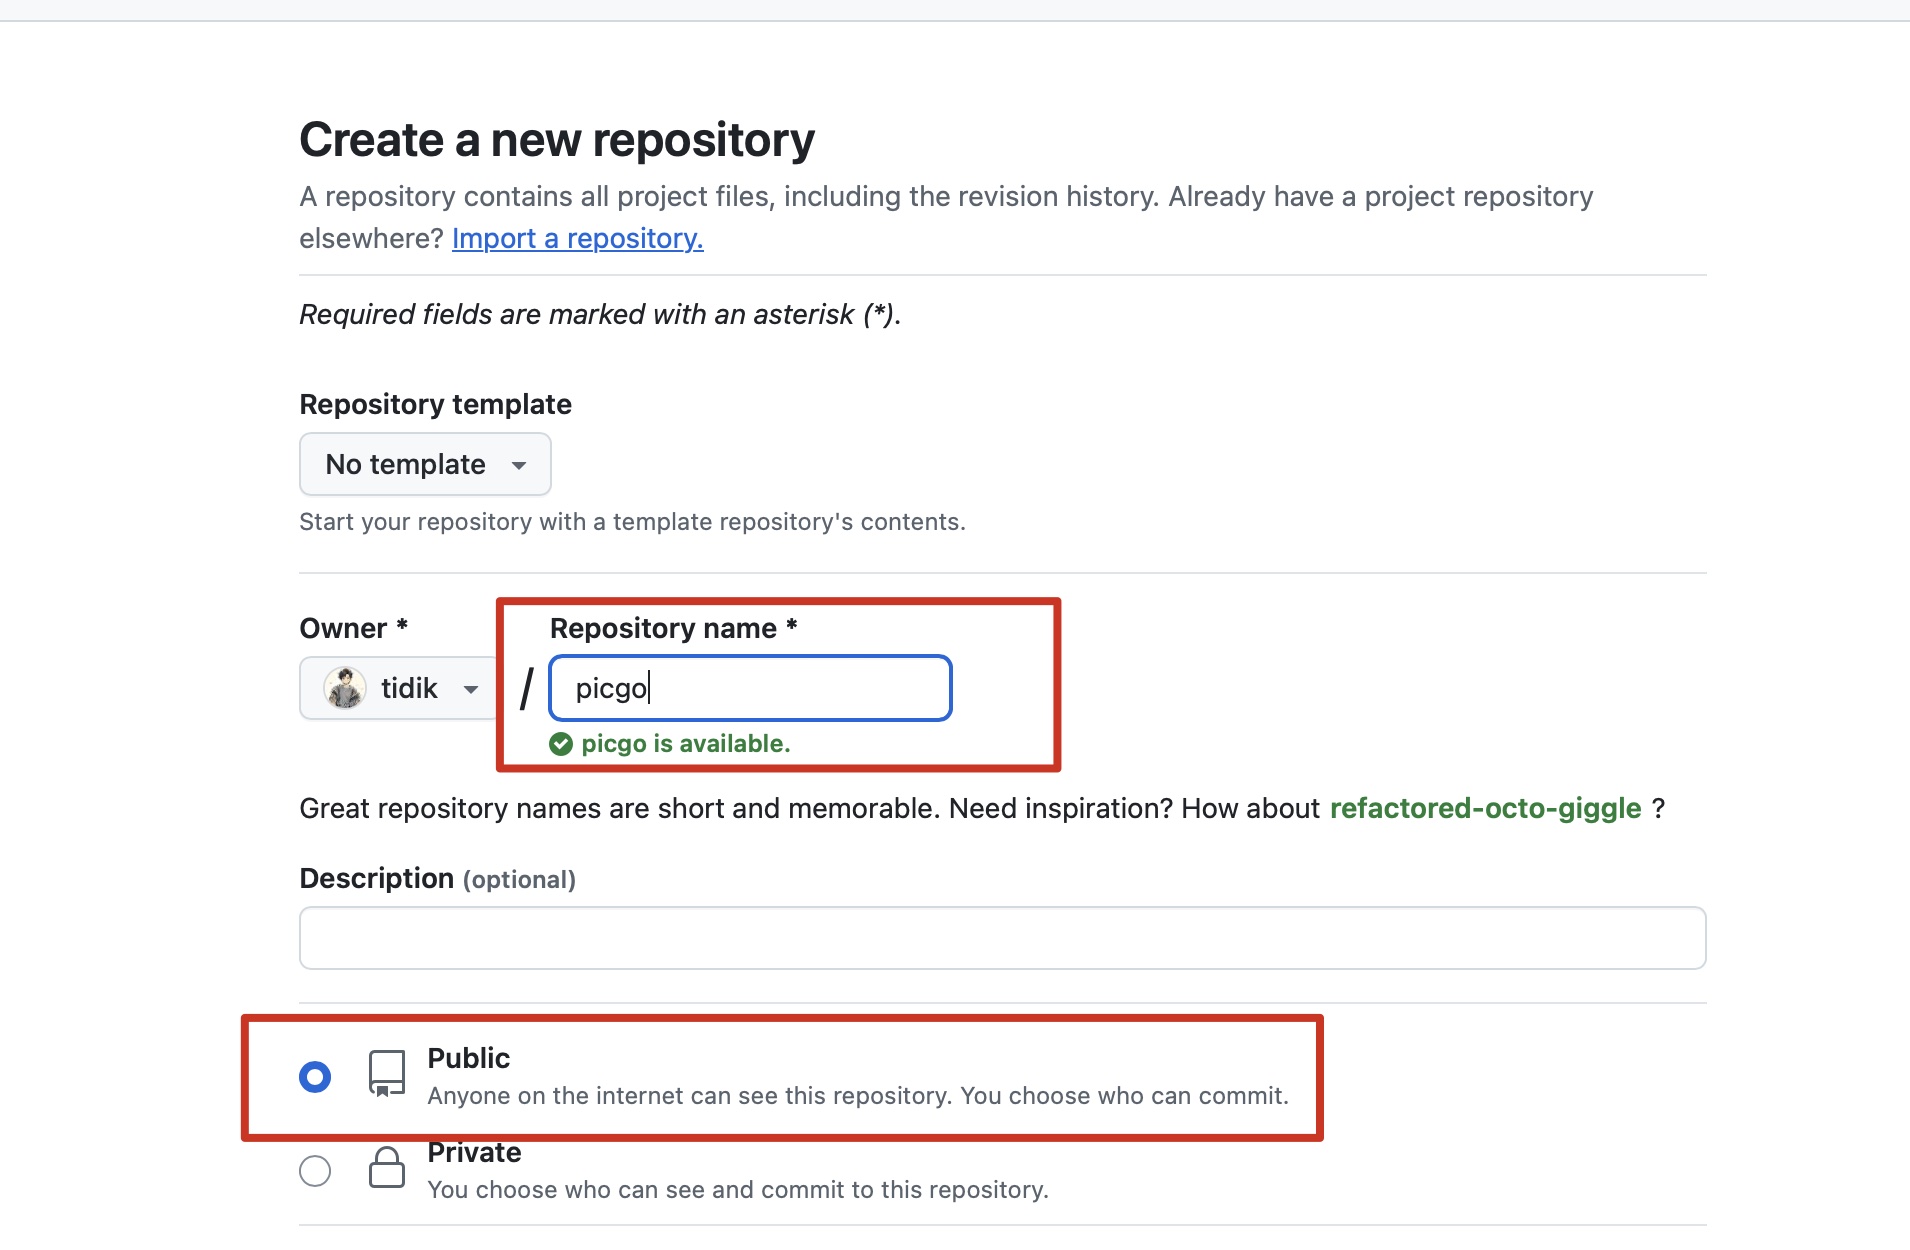 Create a new repository
A repository contains all project files, including the revision history. Already have a project repository
elsewhere? Import a repository.
Required fields are marked with an asterisk (*).
Repository template
No template
Start your repository with a template repository's contents.
Owner *
Repository name *
tidik
/
picgo
picgo is available.
Great repository names are short and memorable. Need inspiration? How about refactored-octo-giggle ?
Description (optional)
Public
Anyone on the internet can see this repository. You choose who can commit.
Private
You choose who can see and commit to this repository.